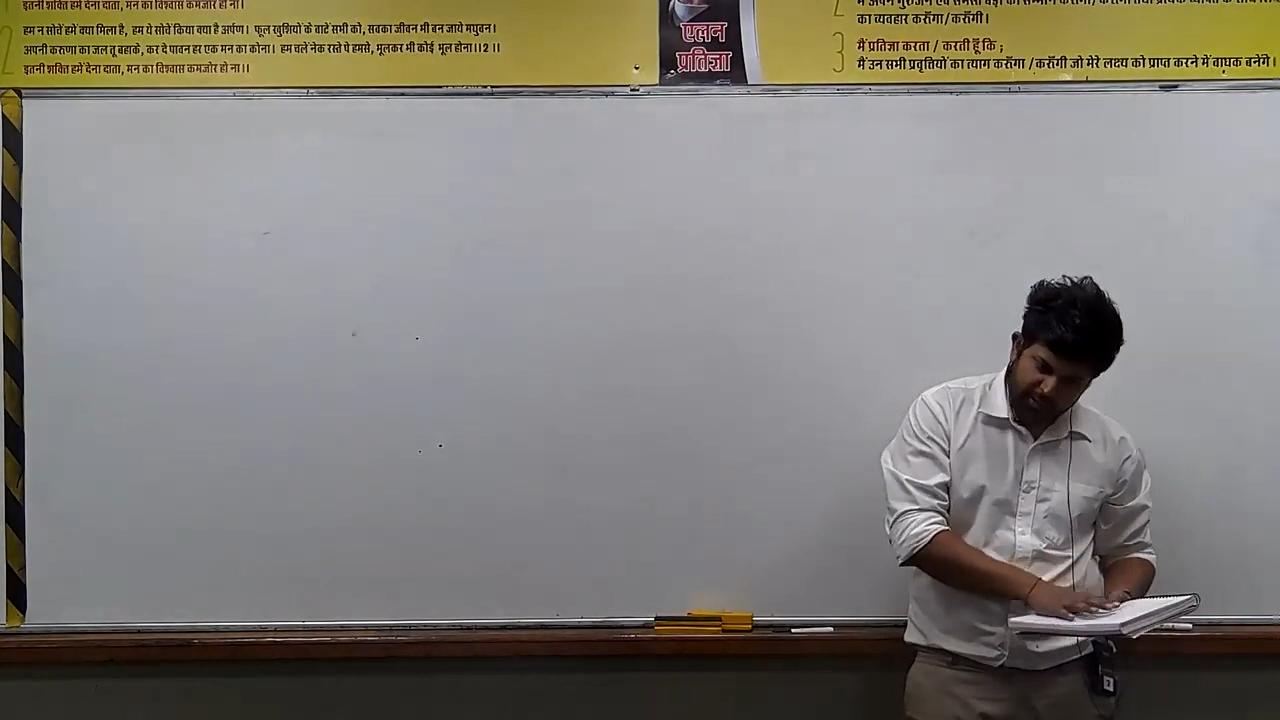 इतनी शक्ति हमें देना दाता, मन का विश्वास कमजोर हो ना।
हम न सोचें हमें क्या मिला है, हम ये सोचें किया क्या है अर्पण। फूल खुशियों के बाटें सभी को, सबका जीवन भी बन जाये मधुवन।
2 अपनी करुणा का जल तू बहाके, कर दे पावन हर एक मन का कोना। हम चलें नेक रस्ते पे हमसे, भूलकर भी कोई भूल होना।।2।।
इतनी शक्ति हमें देना दाता, मन का विश्वास कमजोर हो ना।।
एलन
प्रतिज्ञा
का व्यवहार करूँगा/करूँगी।
3 मैं प्रतिज्ञा करता / करती हूँ कि ;
मैं उन सभी प्रवृत्तियों का त्याग करूँगा /करूँगी जो मेरे लक्ष्य को प्राप्त करने में बाधक बनेंगे।